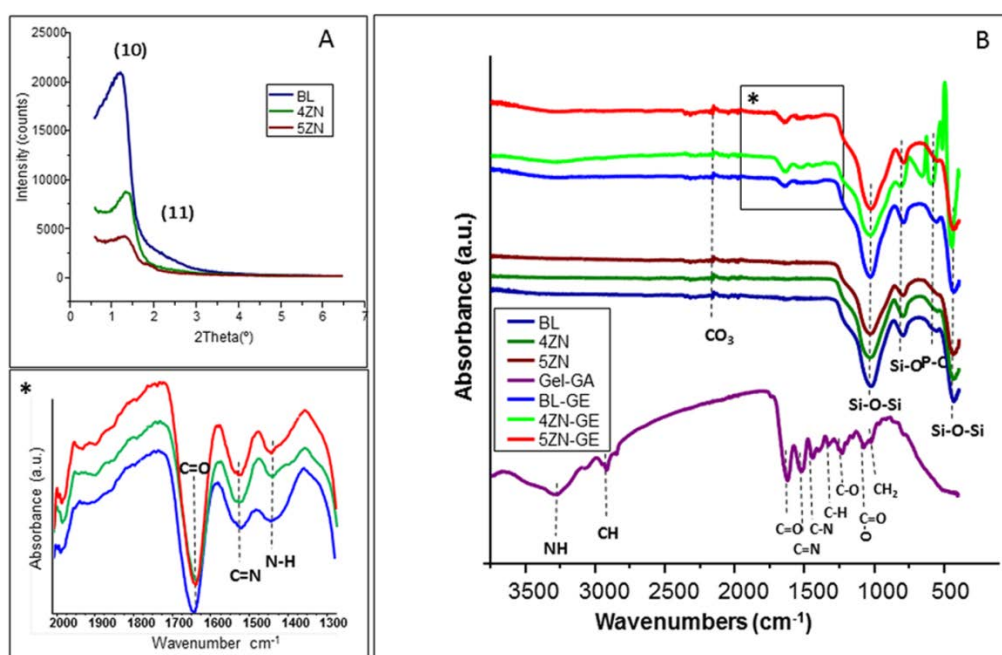 A
(10)
(11)
BL
4ZN
5ZN
Intensity (counts)
25000
20000
15000
10000
5000
0
0 1 2 3 4 5 6 7
2Theta(º)
*
C=O
C=N
N-H
Absorbance (a.u.)
2000 1900 1800 1700 1600 1500 1400 1300
Wavenumber cm-1
B
*
Absorbance (a.u.)
CO3
Si-O
P-O
Si-O-Si
Si-O-Si
BL
4ZN
5ZN
Gel-GA
BL-GE
4ZN-GE
5ZN-GE
NH
CH
C=O
C=N
C-N
C-H
C-O
C=O
O
CH2
3500 3000 2500 2000 1500 1000 500
Wavenumbers (cm-1)